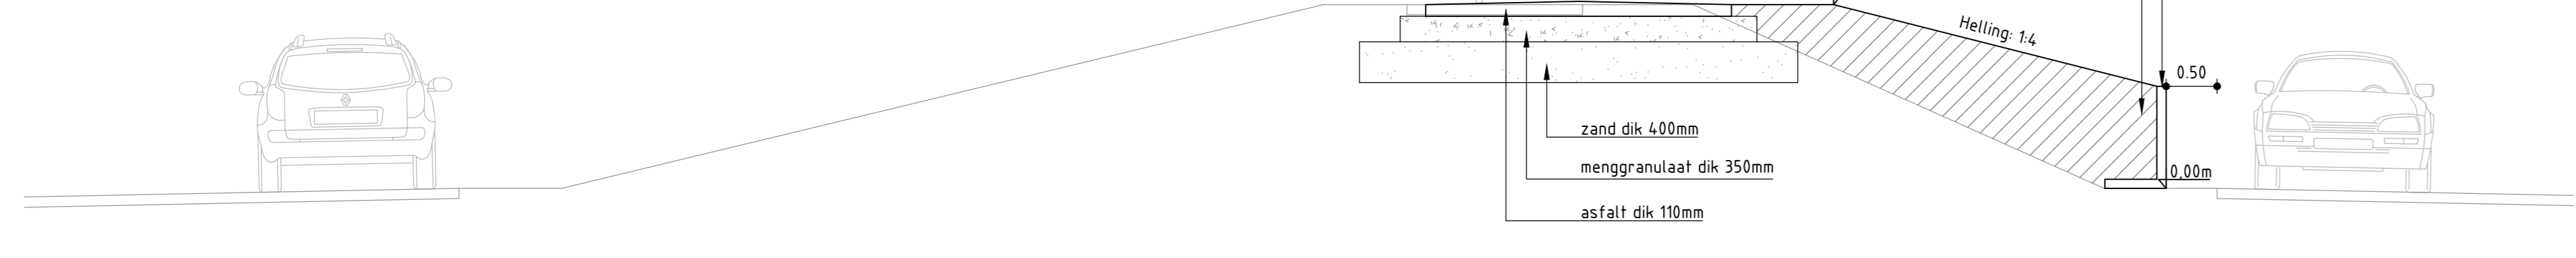 Helling: 1:4
0.50
zand dik 400mm
menggranulaat dik 350mm
0,00m
asfalt dik 110mm